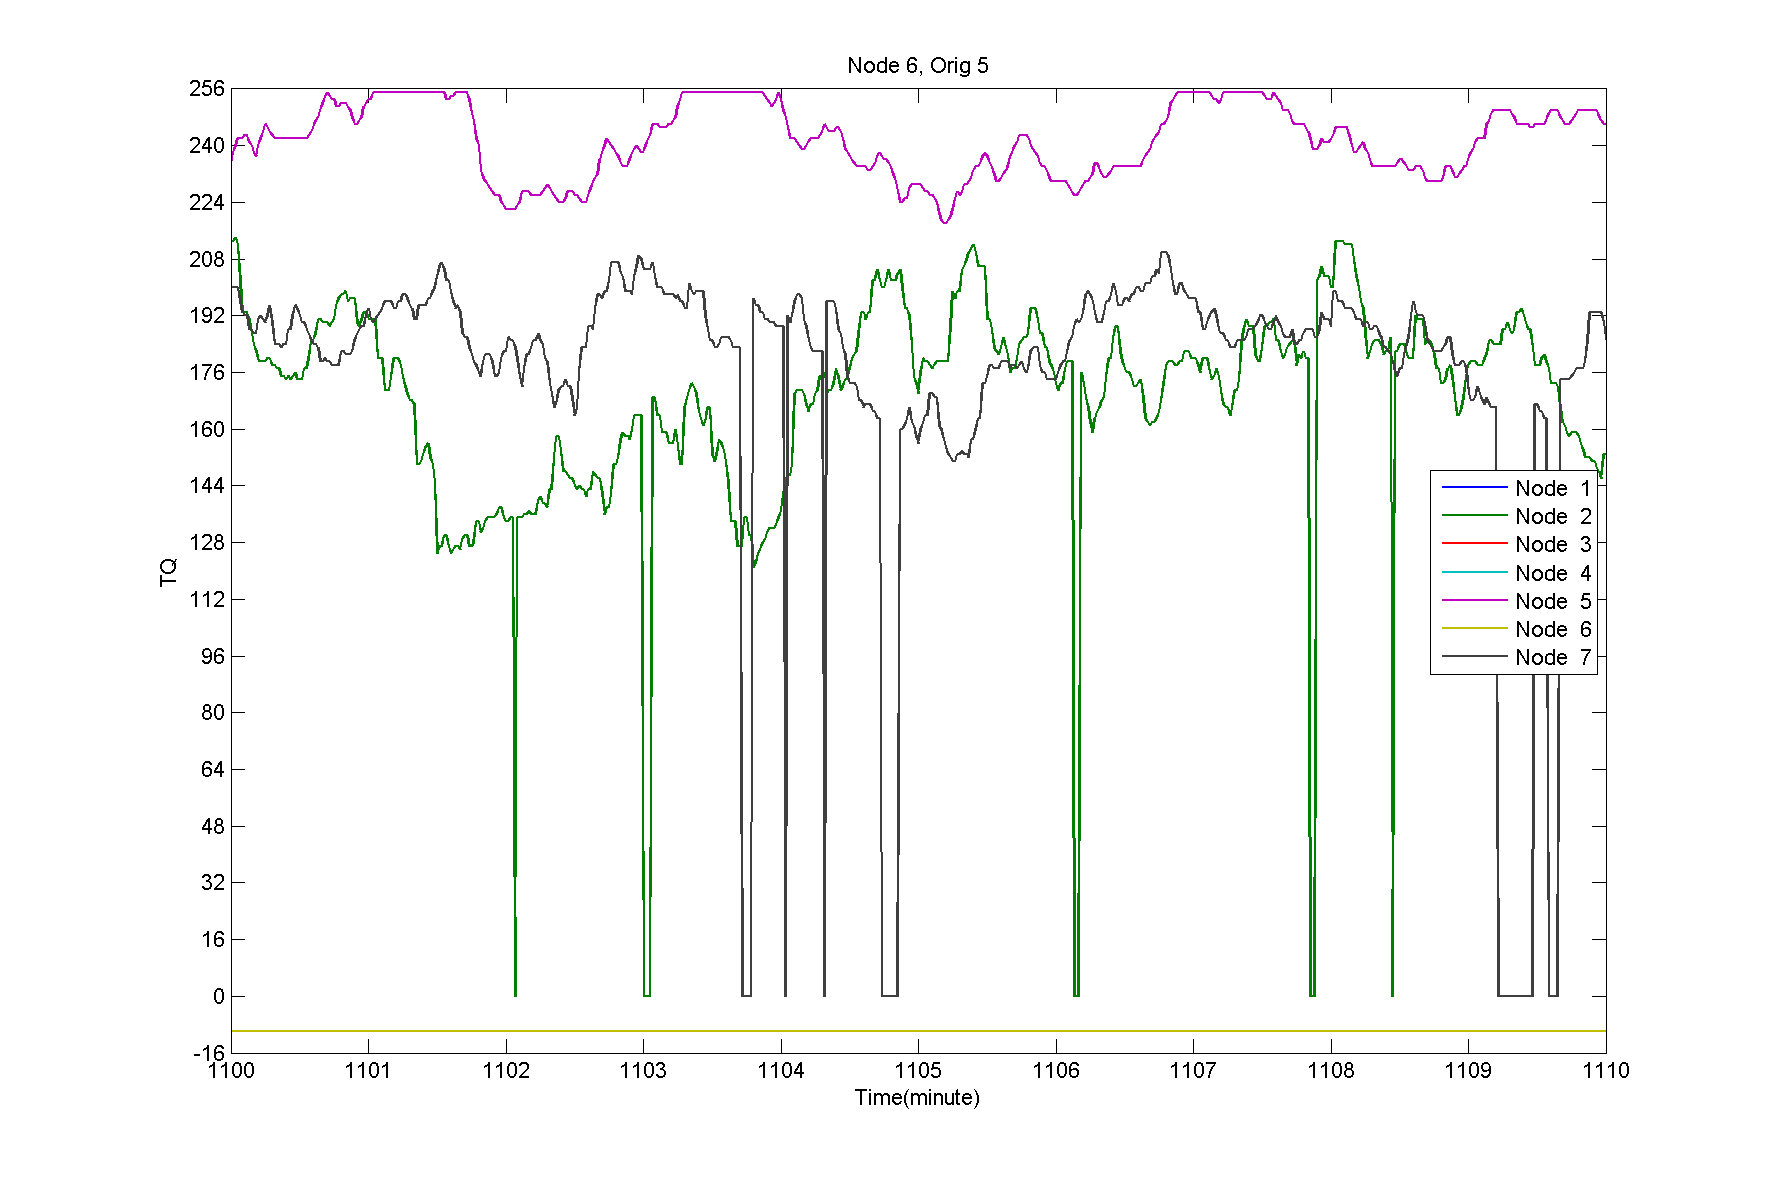 Node 6, Orig 5
256
240
224
208
192
176
160
144
128
112
96
80
64
48
32
16
0
-16
TQ
Node 1
Node 2
Node 3
Node 4
Node 5
Node 6
Node 7
1100 1101 1102 1103 1104 1105 1106 1107 1108 1109 1110
Time(minute)